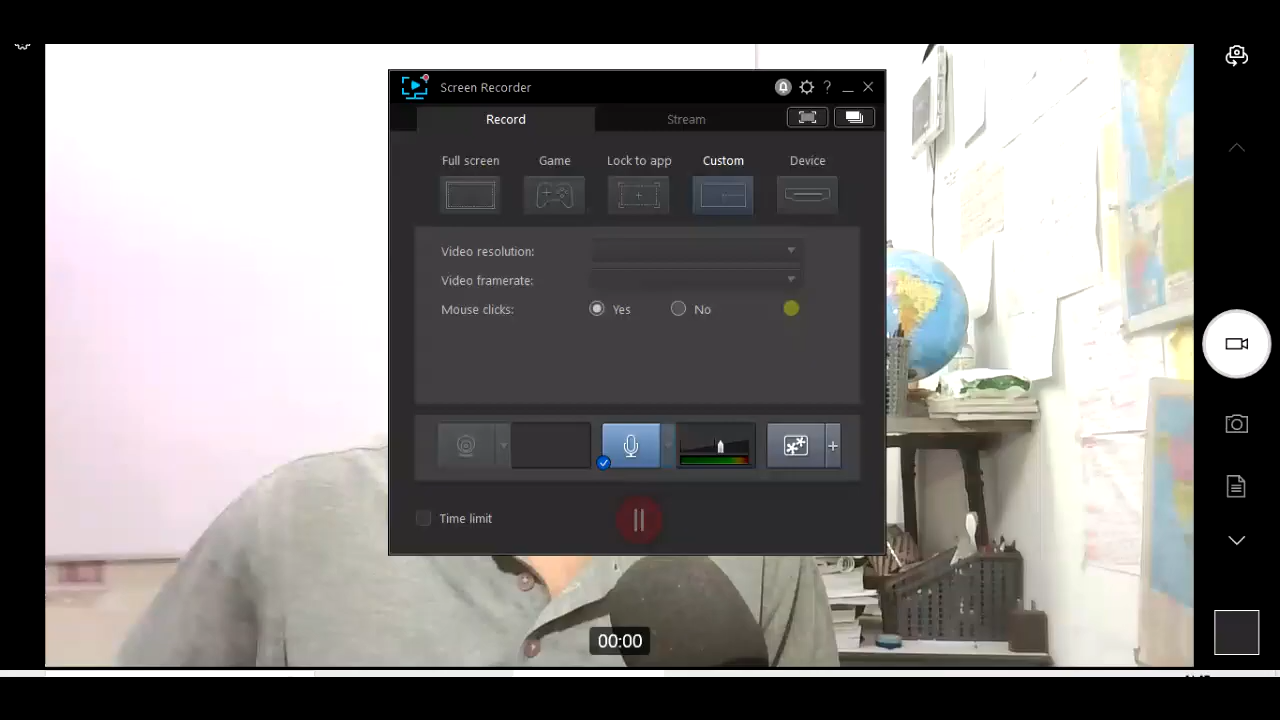 Screen Recorder
?
Record
Stream
Full screen
Game
Lock to app
Custom
Device
Video resolution:
Video framerate:
Mouse clicks:
Yes
No
Time limit
00:00